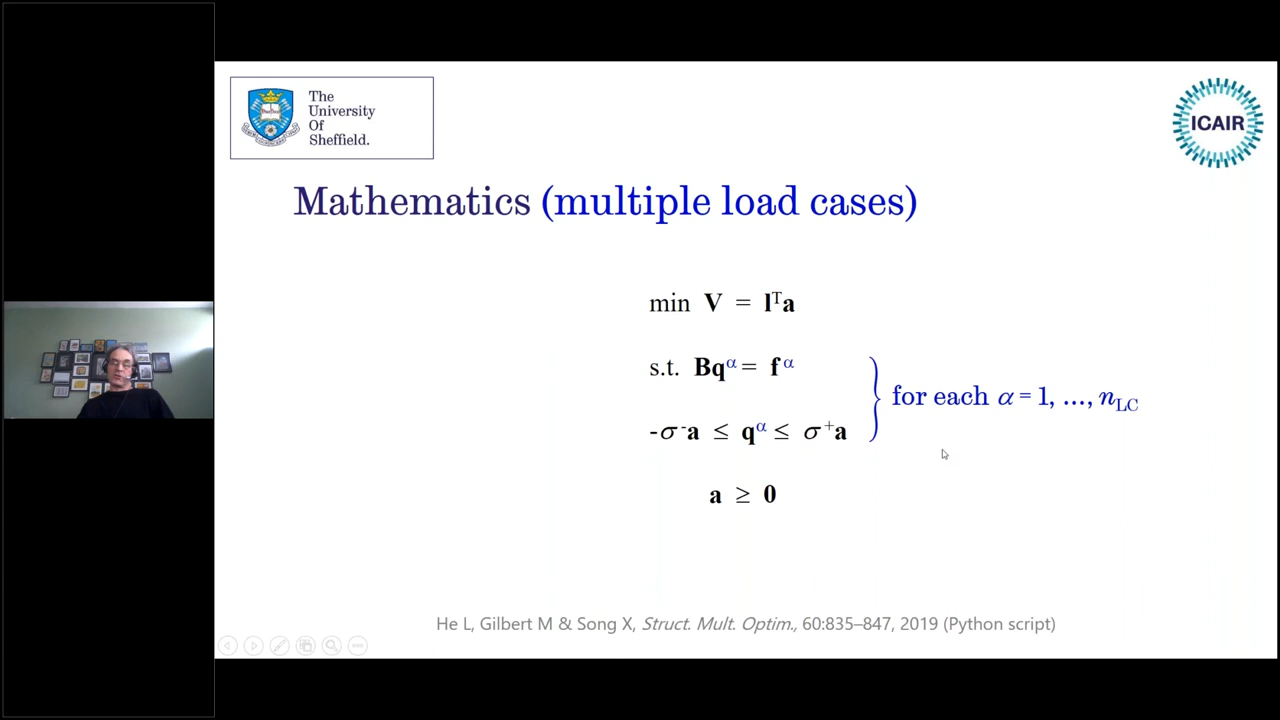 The
University
Of
Sheffield.
ICAIR
Mathematics (multiple load cases)
min V = lᵀa
s.t. Bqᵅ = fᵅ
-σ⁻a ≤ qᵅ ≤ σ⁺a
for each α = 1, ..., n_LC
a ≥ 0
He L, Gilbert M & Song X, Struct. Mult. Optim., 60:835–847, 2019 (Python script)